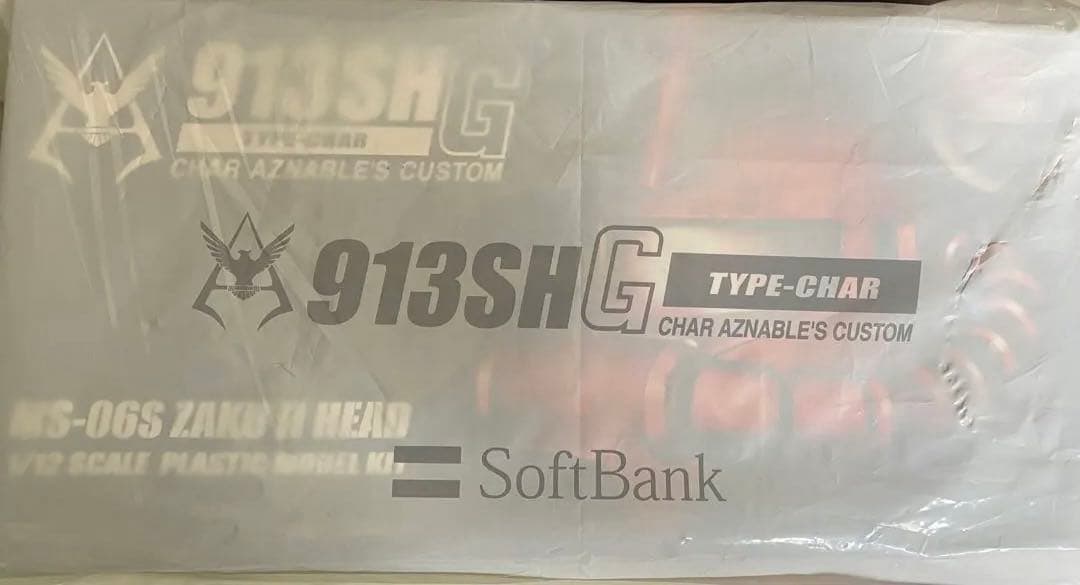 913SHG
TYPE-CHAR
CHAR AZNABLE'S CUSTOM
913SHG TYPE-CHAR
CHAR AZNABLE'S CUSTOM
MS-06S ZAKU II HEAD
1/12 SCALE PLASTIC MODEL KIT
SoftBank